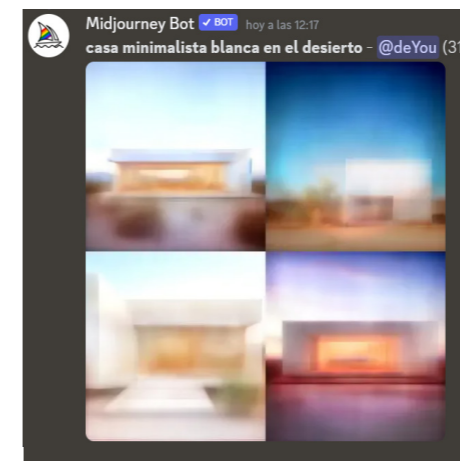 Midjourney Bot ✓ BOT hoy a las 12:17
casa minimalista blanca en el desierto - @deYou (31